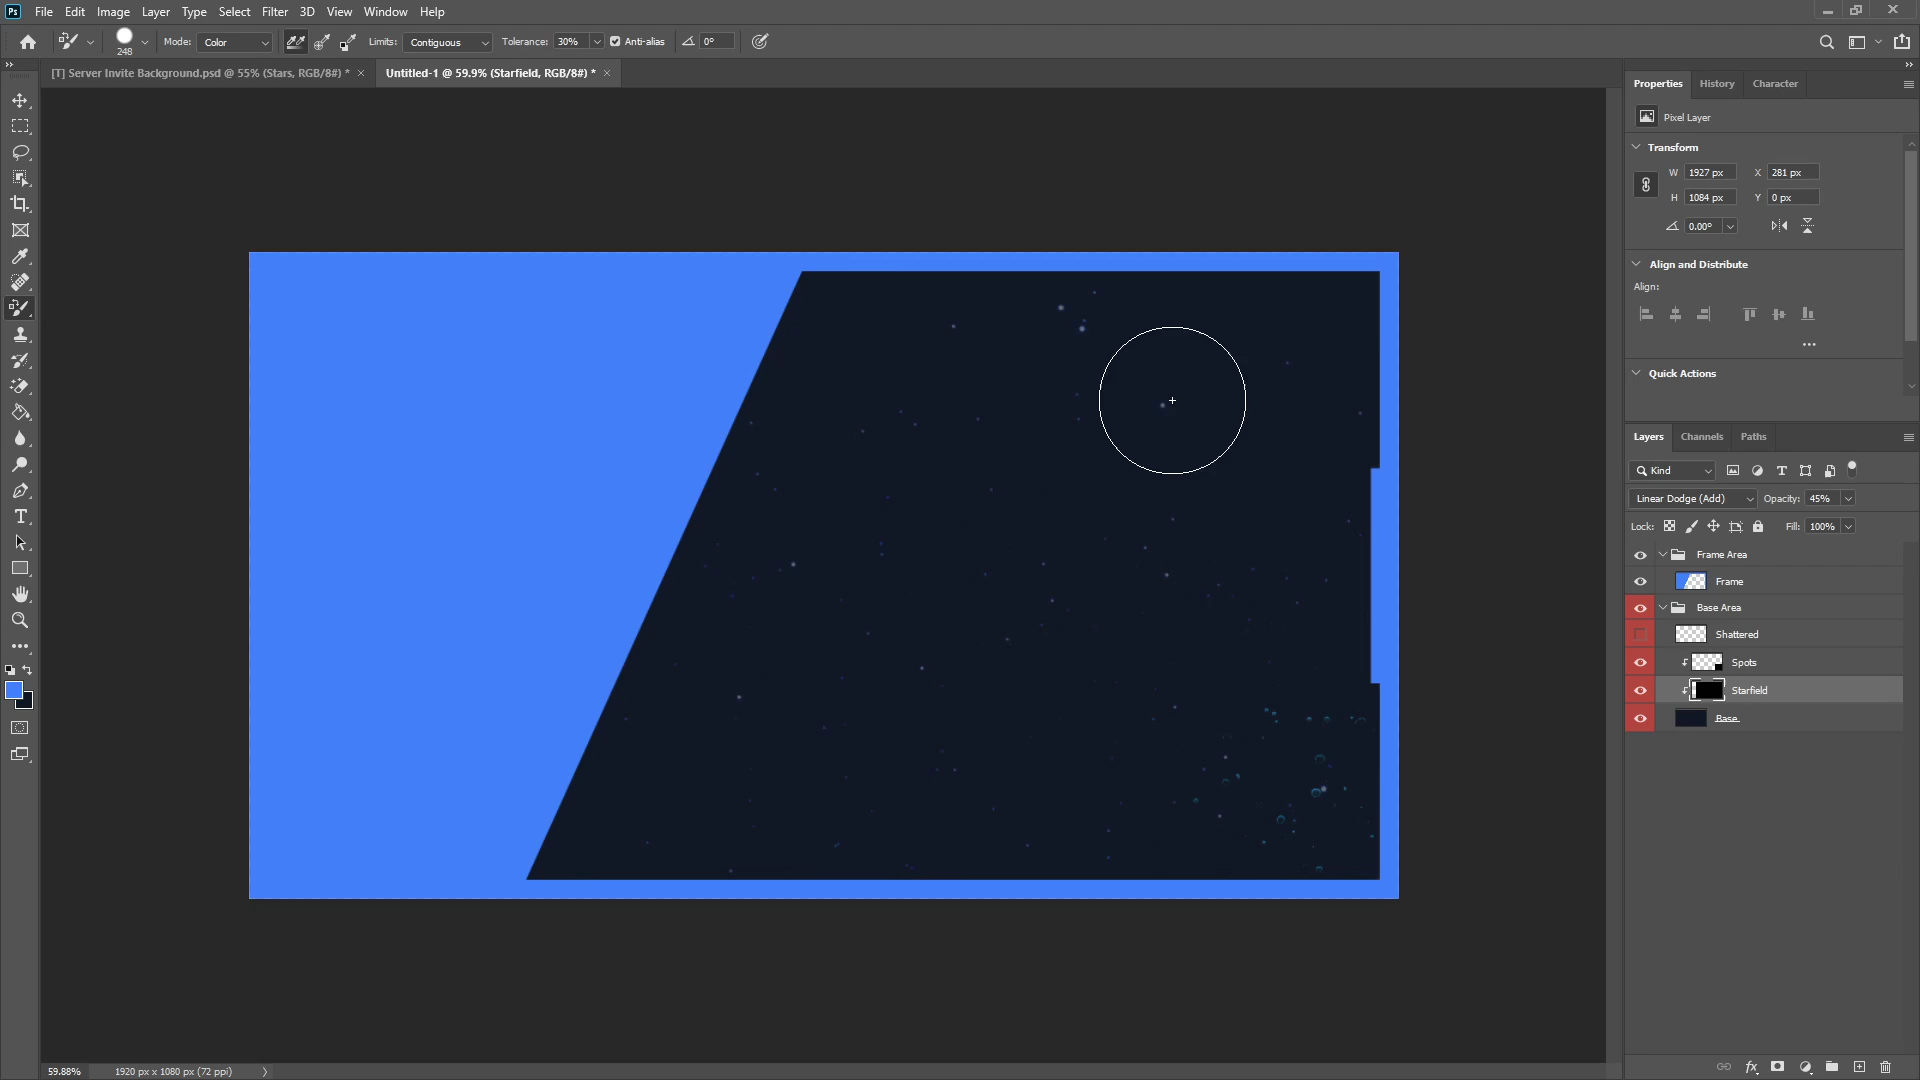 Ps File Edit Image Layer Type Select Filter 3D View Window Help
248 Mode: Color Limits: Contiguous Tolerance: 30% Anti-alias 0°
[T] Server Invite Background.psd @ 55% (Stars, RGB/8#) * × Untitled-1 @ 59.9% (Starfield, RGB/8#) * ×
Properties History Character
Pixel Layer
Transform
W 1927 px X 281 px
H 1084 px Y 0 px
0.00°
Align and Distribute
Align:
Quick Actions
Layers Channels Paths
Kind
Linear Dodge (Add) Opacity: 45%
Lock: Fill: 100%
Frame Area
Frame
Base Area
Shattered
Spots
Starfield
Base
59.88% 1920 px x 1080 px (72 ppi)